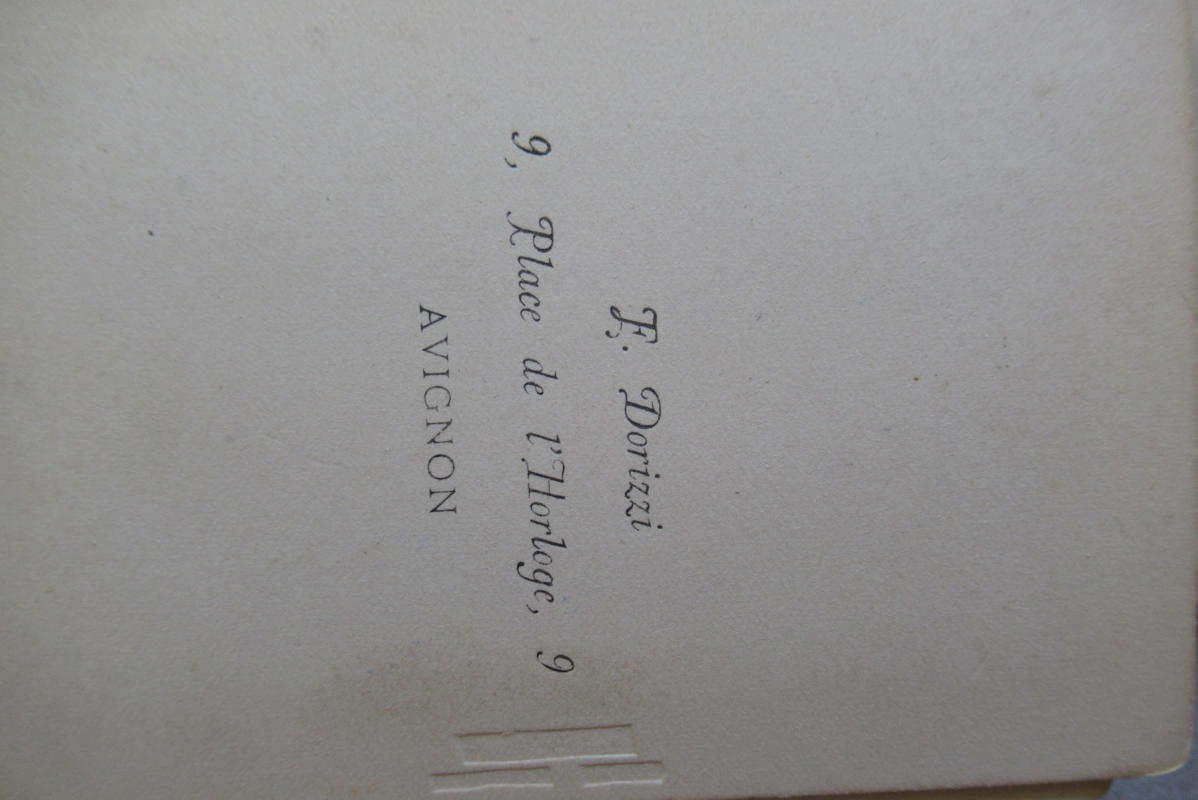 F. Dorizzi
9, Place de l'Horloge, 9
AVIGNON